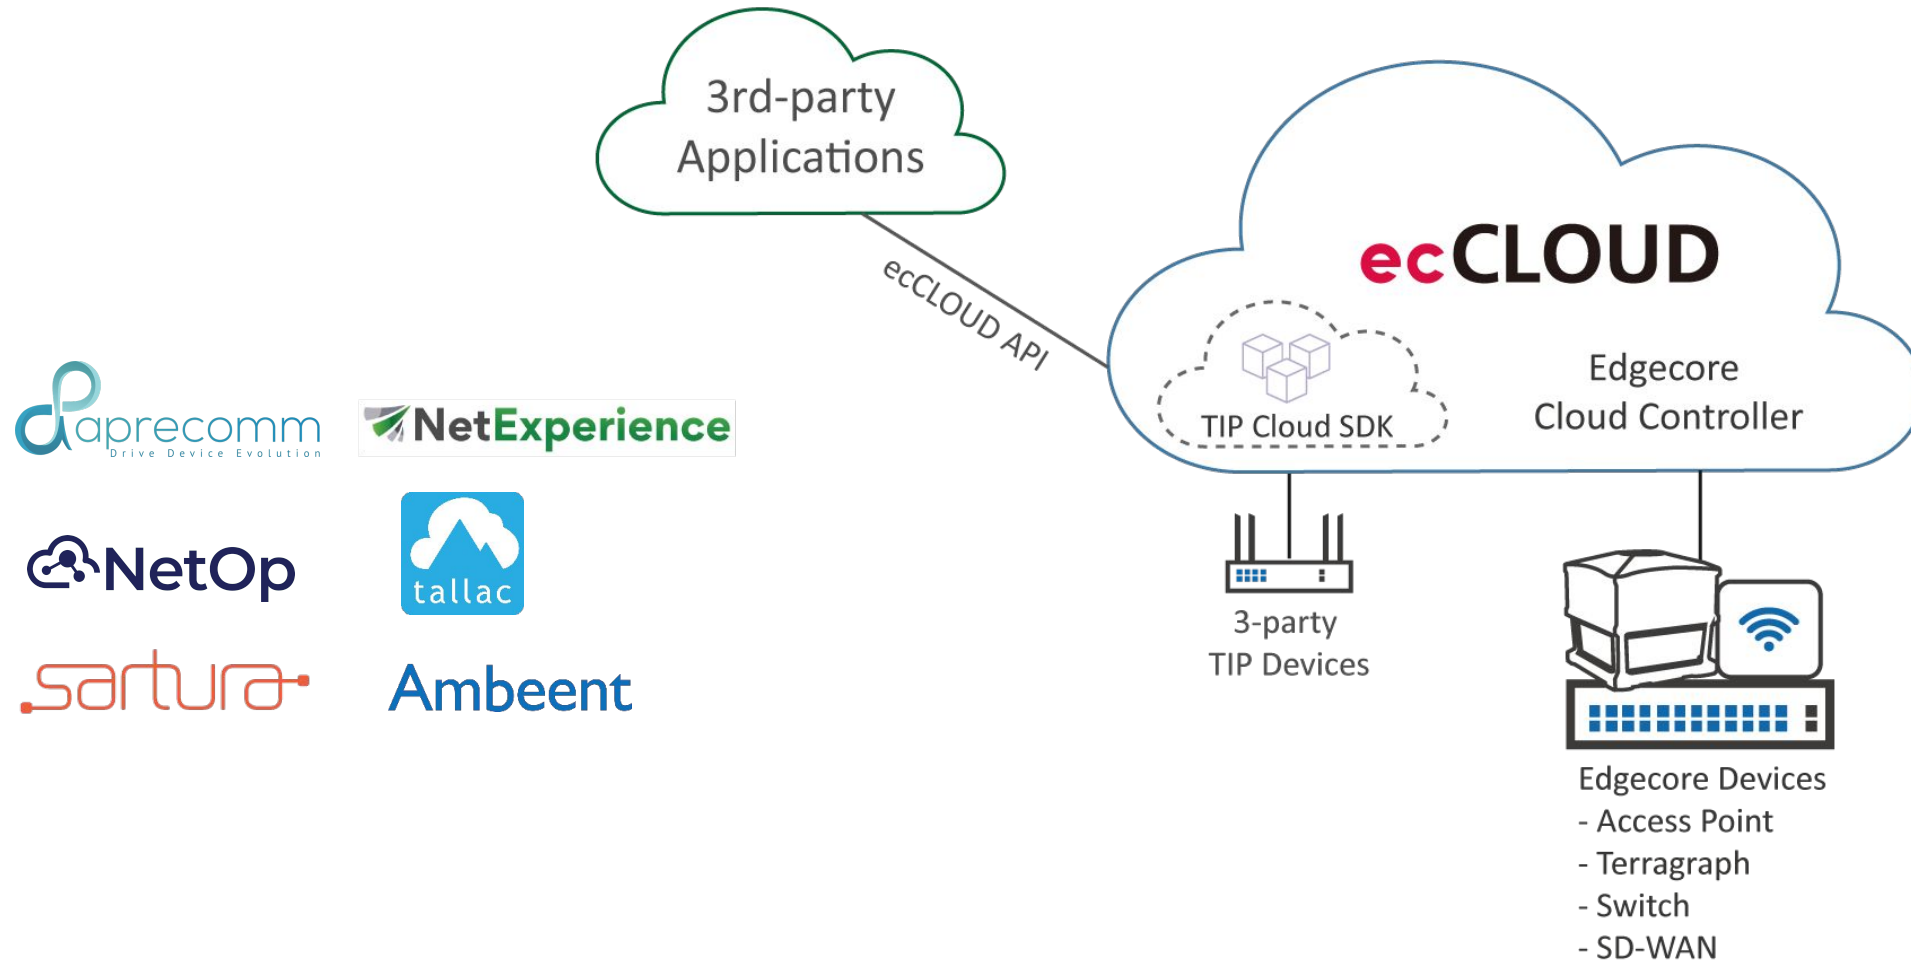 3rd-party
Applications
ecCLOUD API
ecCLOUD
Edgecore
Cloud Controller
TIP Cloud SDK
aprecomm
Drive Device Evolution
NetExperience
NetOp
tallac
sartura
Ambeent
3-party
TIP Devices
Edgecore Devices
- Access Point
- Terragraph
- Switch
- SD-WAN